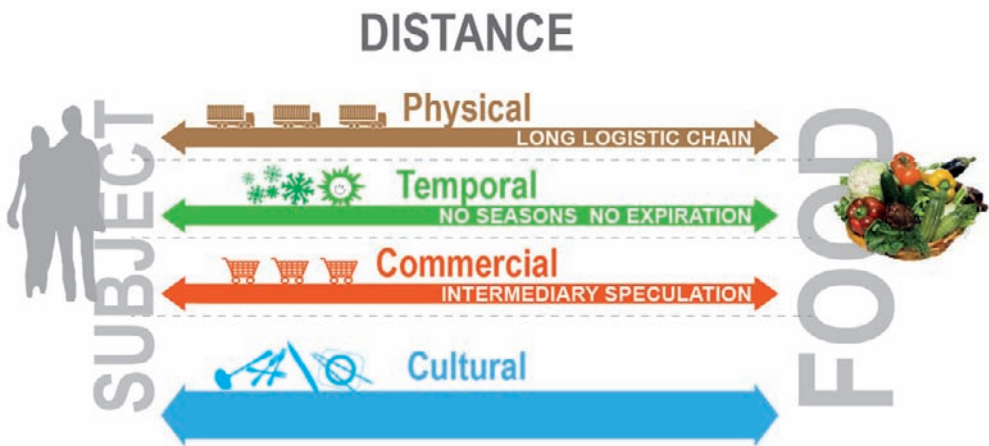 DISTANCE
SUBJECT
FOOD
Physical
LONG LOGISTIC CHAIN
Temporal
NO SEASONS NO EXPIRATION
Commercial
INTERMEDIARY SPECULATION
Cultural